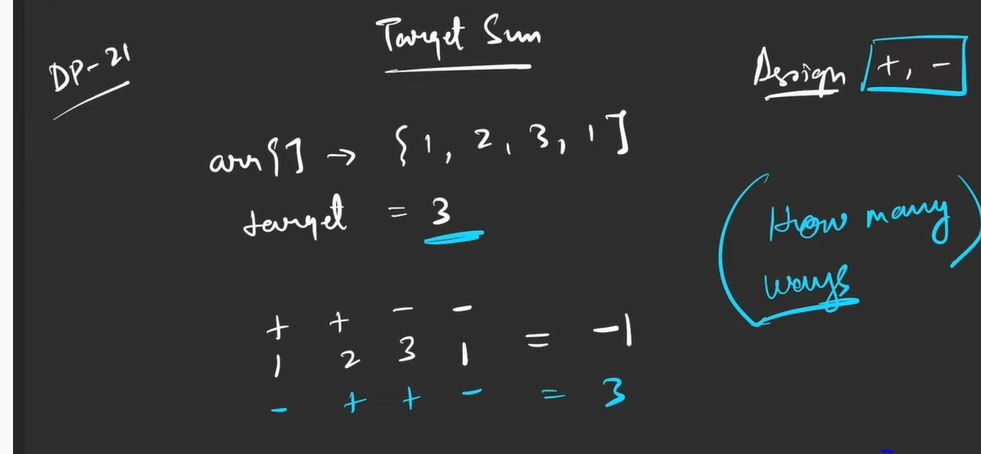 Target Sum
DP-21
Assign +, -
arr[] → {1, 2, 3, 1]
target = 3
(How many
ways
+ + - -
1 2 3 1 = -1
- + + - = 3